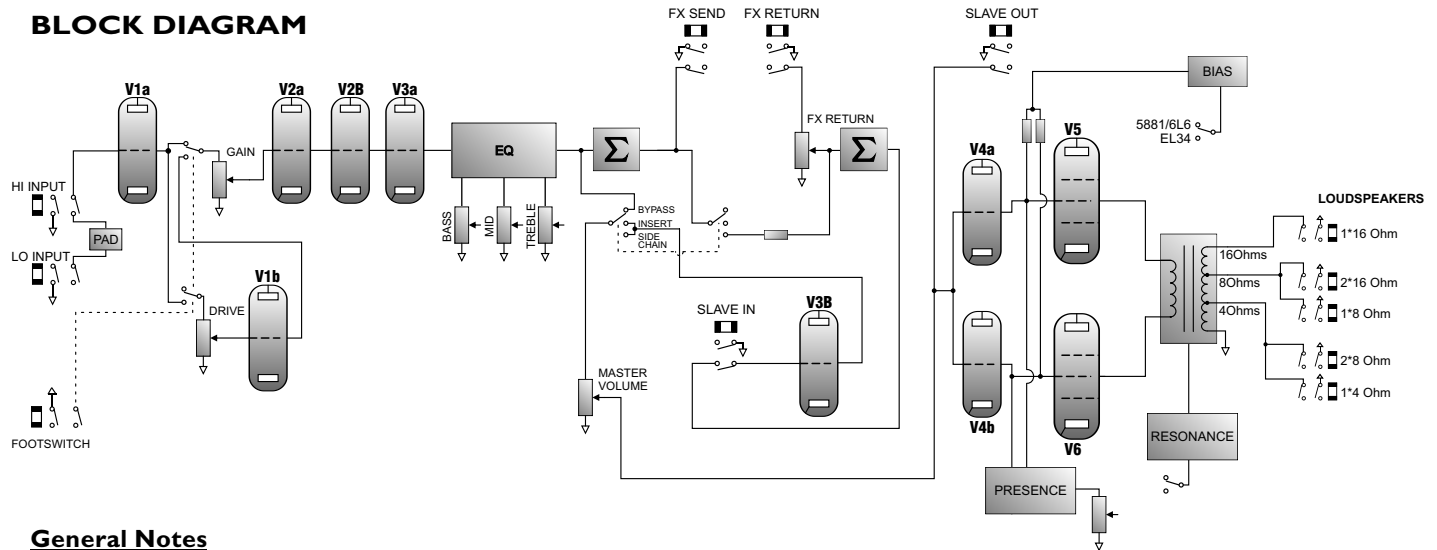 BLOCK DIAGRAM
FX SEND
FX RETURN
SLAVE OUT
BIAS
5881/6L6
EL34
V1a
V2a
V2B
V3a
V5
V4a
GAIN
EQ
Σ
FX RETURN
Σ
HI INPUT
PAD
LO INPUT
BASS
MID
TREBLE
BYPASS
INSERT
SIDE
CHAIN
LOUDSPEAKERS
16Ohms
1*16 Ohm
8Ohms
2*16 Ohm
4Ohms
1*8 Ohm
2*8 Ohm
1*4 Ohm
V1b
DRIVE
SLAVE IN
V3B
MASTER
VOLUME
V4b
V6
FOOTSWITCH
RESONANCE
PRESENCE
General Notes